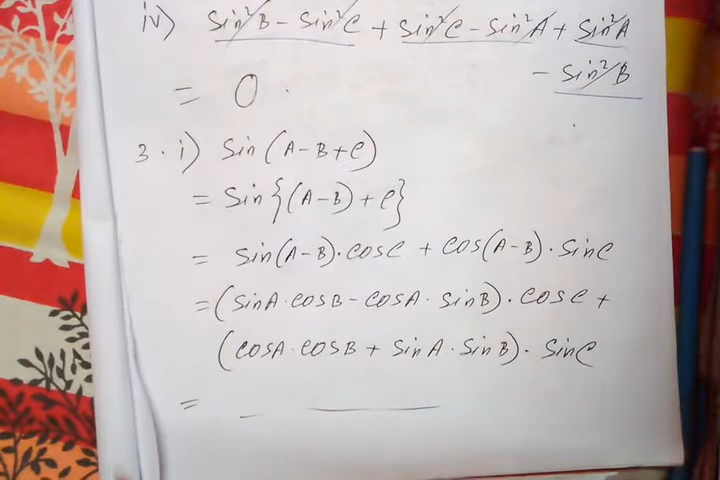 iv) Sin²B - Sin²C + Sin²C - Sin²A + Sin²A
- Sin²B
= 0.
3. i) Sin (A-B+C)
= Sin{(A-B)+C}
= Sin(A-B).cosC + Cos(A-B).SinC
=(SinA.cosB-cosA.SinB).cosC +
(cosA.cosB + SinA.SinB).SinC
=